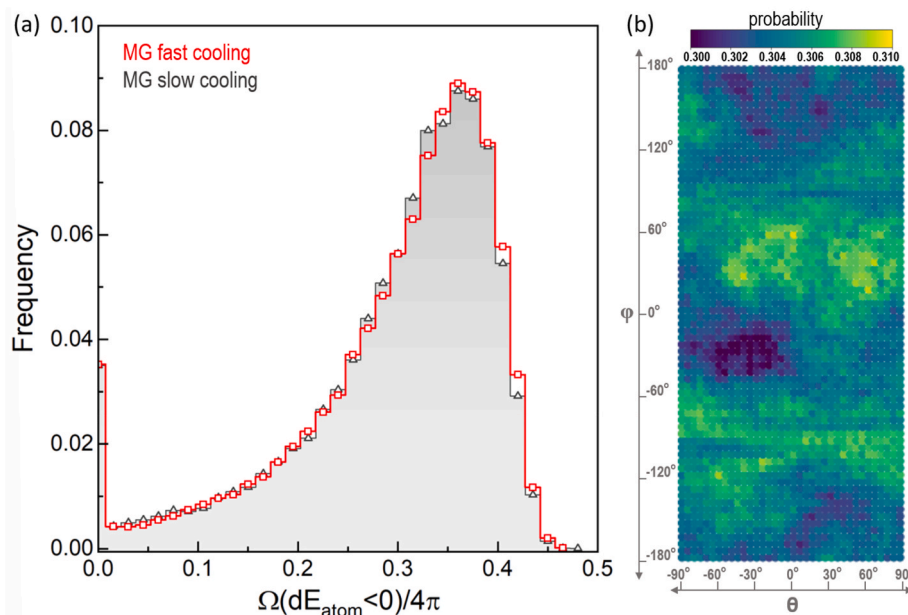 (a)
0.10
0.08
0.06
0.04
0.02
0.00
Frequency
MG fast cooling
MG slow cooling
0.0 0.1 0.2 0.3 0.4 0.5
Ω(dE_atom<0)/4π
(b)
probability
0.300 0.302 0.304 0.306 0.308 0.310
180°
120°
60°
0°
-60°
-120°
-180°
φ
-90° -60° -30° 0° 30° 60° 90°
θ